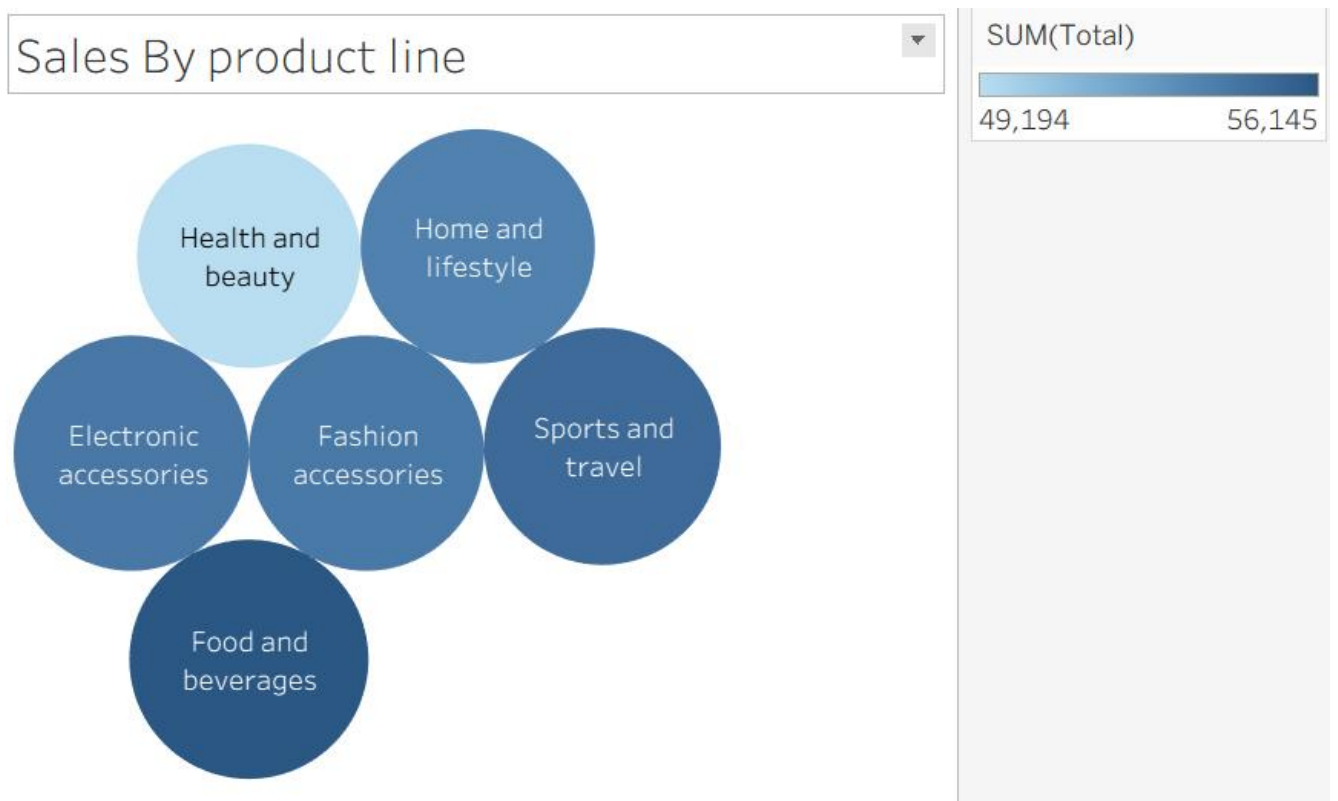 Sales By product line
SUM(Total)
49,194 56,145
Health and
beauty
Home and
lifestyle
Electronic
accessories
Fashion
accessories
Sports and
travel
Food and
beverages